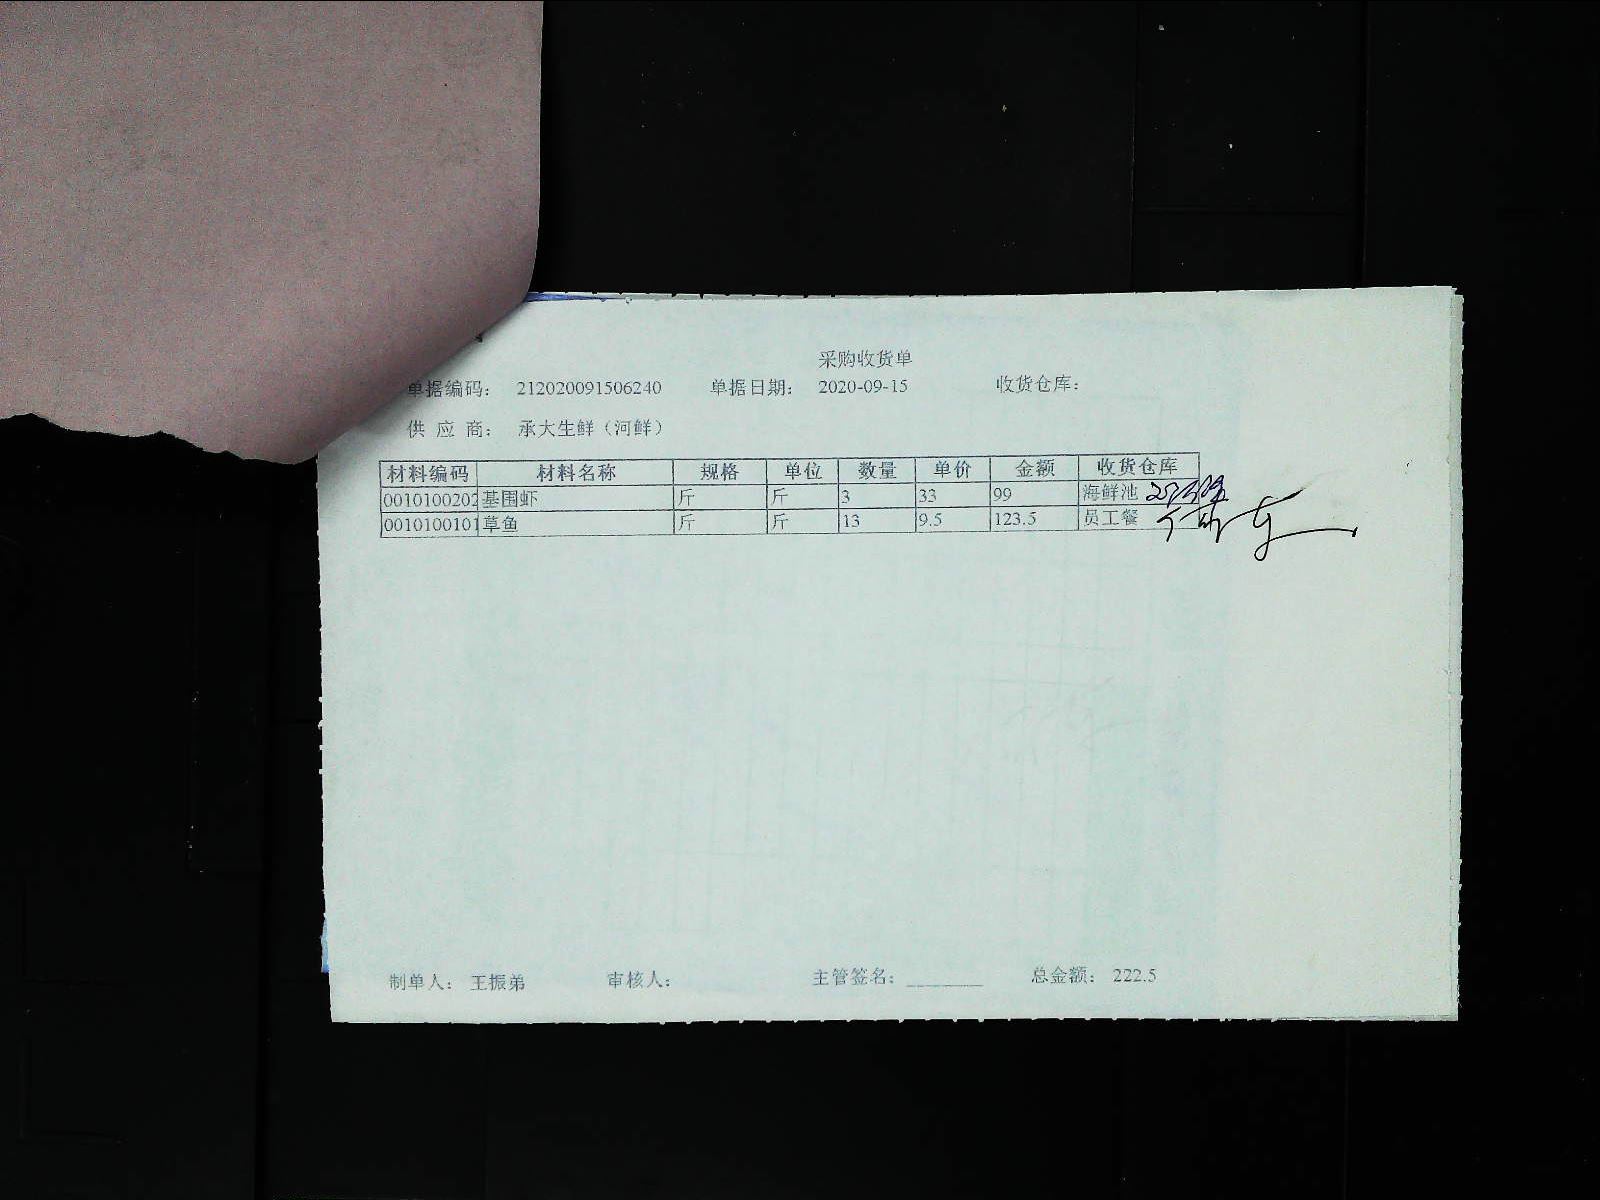 采购收货单
单据编码： 212020091506240 单据日期： 2020-09-15 收货仓库：
供 应 商： 承大生鲜（河鲜）
材料编码 材料名称 规格 单位 数量 单价 金额 收货仓库
0010100202 基围虾 斤 斤 3 33 99 海鲜池
0010100101 草鱼 斤 斤 13 9.5 123.5 员工餐
制单人： 王振弟 审核人： 主管签名： ________ 总金额： 222.5